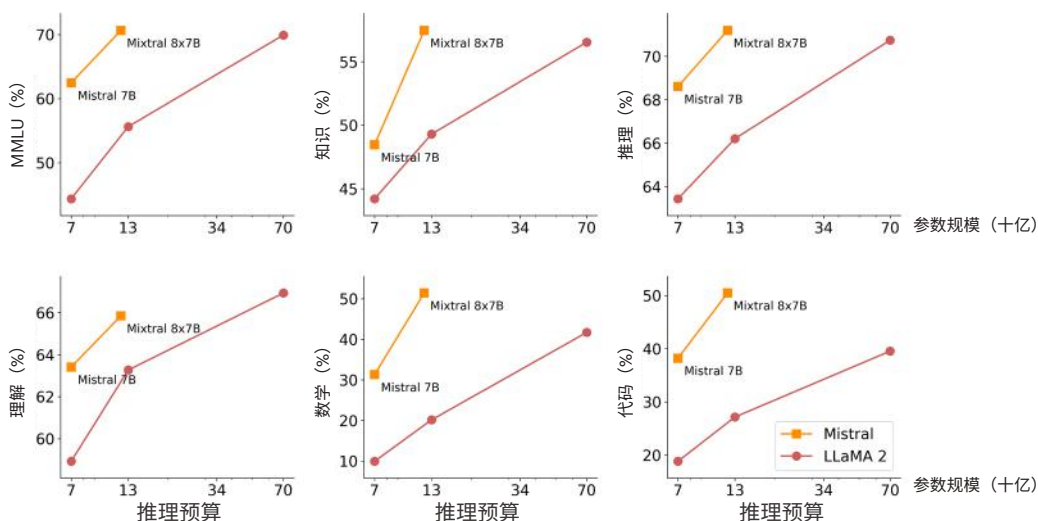 MMLU (%)
70
60
50
Mixtral 8x7B
Mistral 7B
7 13 34 70
知识 (%)
55
50
45
Mixtral 8x7B
Mistral 7B
7 13 34 70
推理 (%)
70
68
66
64
Mixtral 8x7B
Mistral 7B
7 13 34 70
参数规模（十亿）
理解 (%)
66
64
62
60
Mixtral 8x7B
Mistral 7B
7 13 34 70
推理预算
数学 (%)
50
40
30
20
10
Mixtral 8x7B
Mistral 7B
7 13 34 70
推理预算
代码 (%)
50
40
30
20
Mixtral 8x7B
Mistral 7B
Mistral
LLaMA 2
7 13 34 70
推理预算
参数规模（十亿）